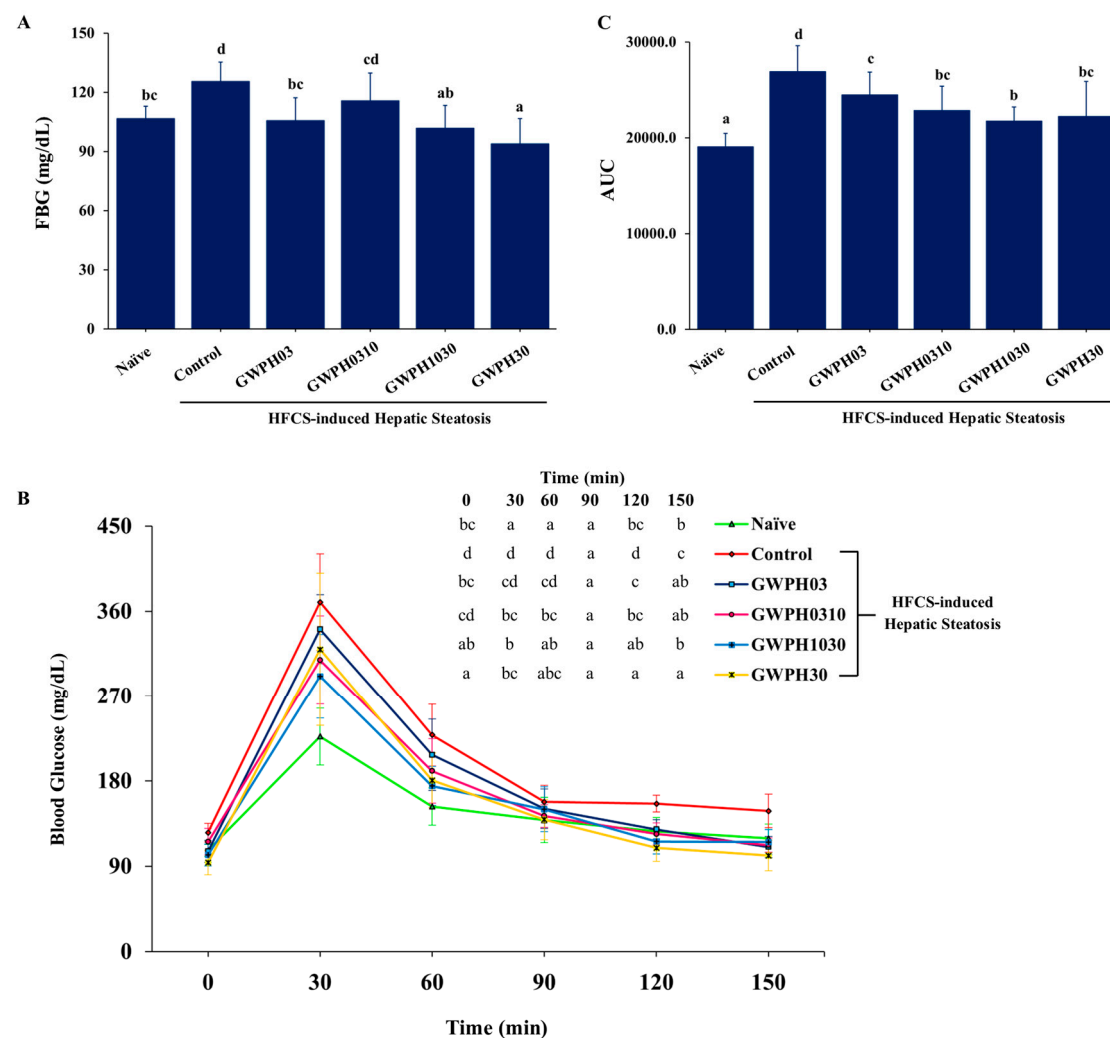 A
150
120
90
60
30
0
FBG (mg/dL)
bc
d
bc
cd
ab
a
Naïve
Control
GWPH03
GWPH0310
GWPH1030
GWPH30
HFCS-induced Hepatic Steatosis
C
30000.0
20000.0
10000.0
0.0
AUC
a
d
c
bc
b
bc
Naïve
Control
GWPH03
GWPH0310
GWPH1030
GWPH30
HFCS-induced Hepatic Steatosis
B
Time (min)
0 30 60 90 120 150
bc a a a bc b Naïve
d d d a d c Control
bc cd cd a c ab GWPH03
cd bc bc a bc ab GWPH0310
ab b ab a ab b GWPH1030
a bc abc a a a GWPH30
HFCS-induced
Hepatic Steatosis
450
360
270
180
90
0
Blood Glucose (mg/dL)
0 30 60 90 120 150
Time (min)